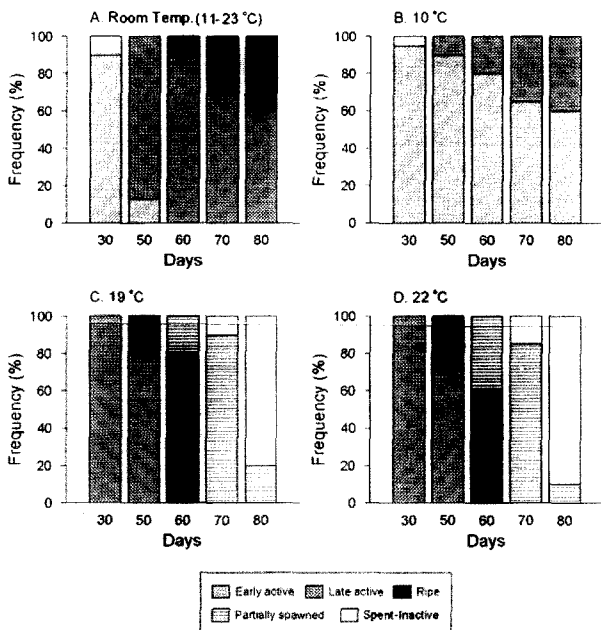 A. Room Temp. (11-23 °C)
B. 10 °C
Frequency (%)
100
80
60
40
20
0
30 50 60 70 80
Days
Frequency (%)
100
80
60
40
20
0
30 50 60 70 80
Days
C. 19 °C
D. 22 °C
Frequency (%)
100
80
60
40
20
0
30 50 60 70 80
Days
Frequency (%)
100
80
60
40
20
0
30 50 60 70 80
Days
Early active Late active Ripe
Partially spawned Spent-Inactive